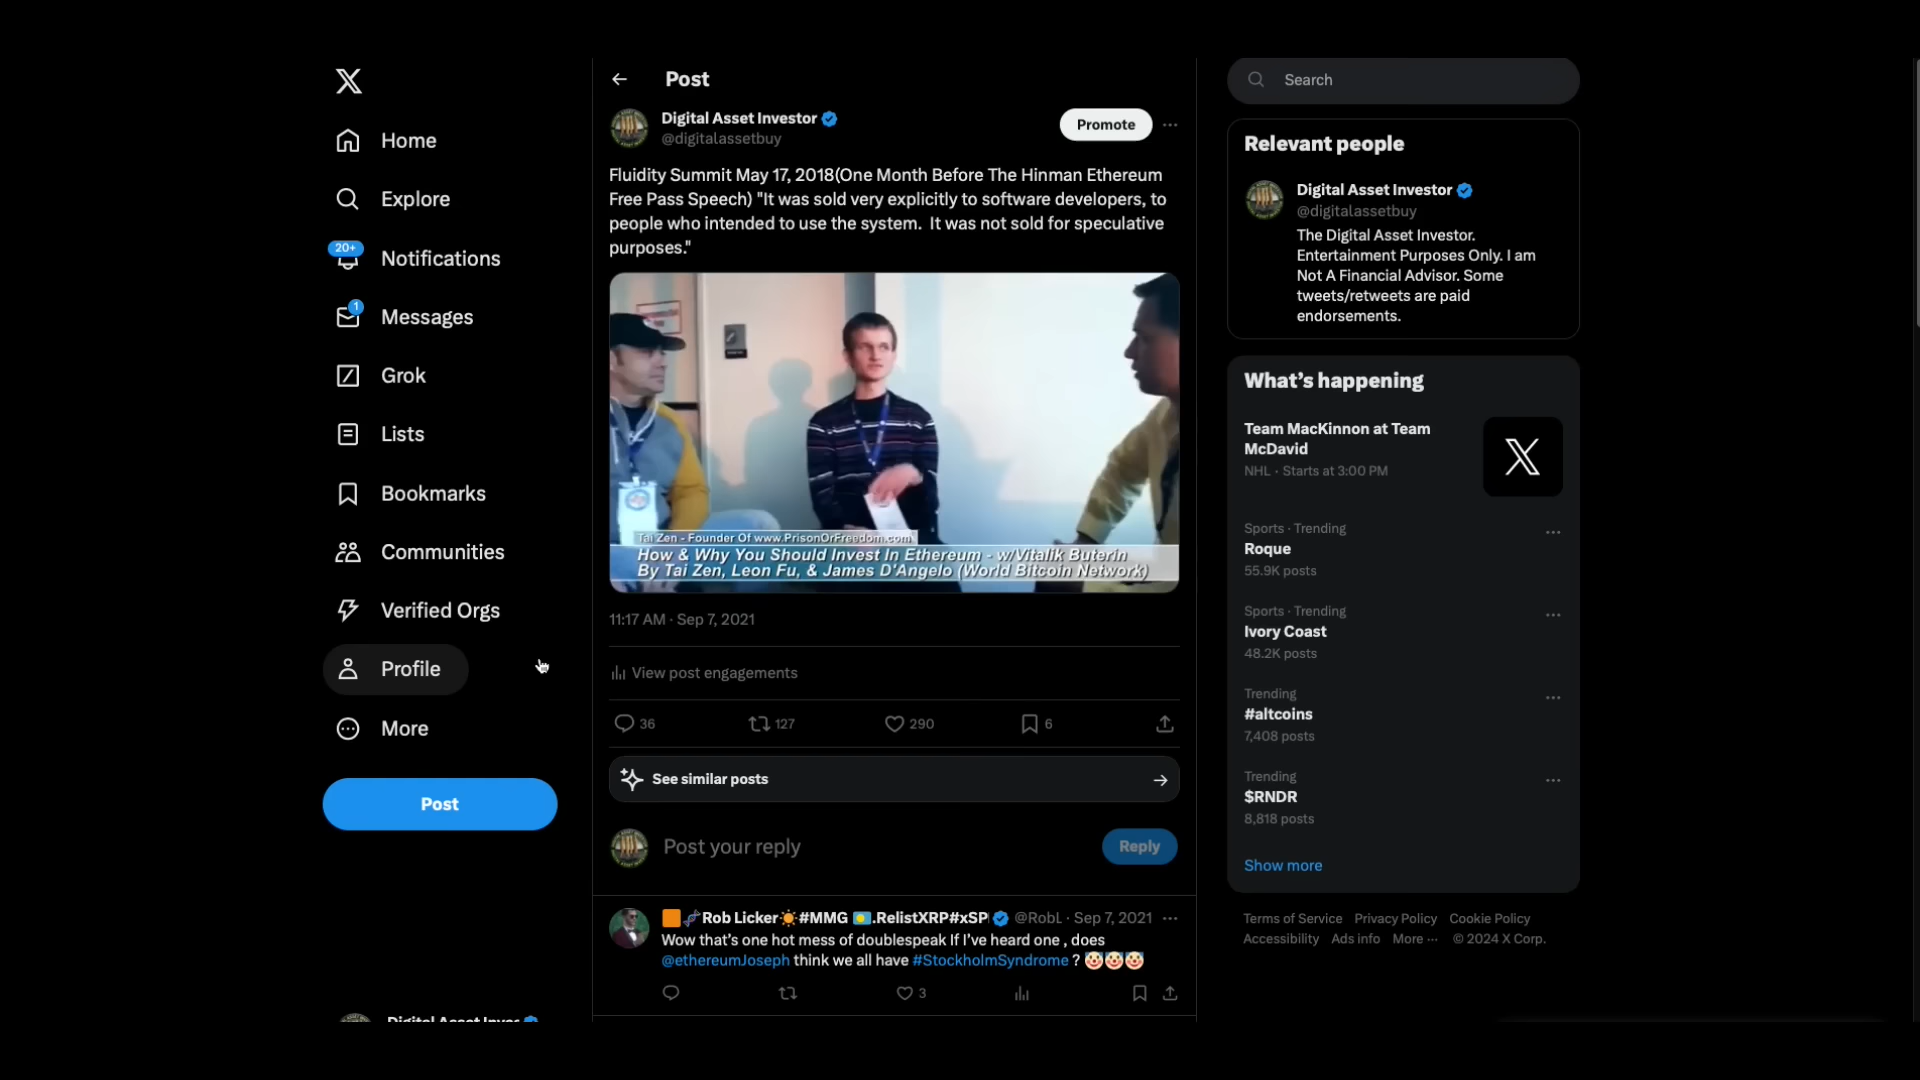 Home
Explore
20+
Notifications
1
Messages
Grok
Lists
Bookmarks
Communities
Verified Orgs
Profile
More
Post
Post
Digital Asset Investor
@digitalassetbuy
Promote
Fluidity Summit May 17, 2018(One Month Before The Hinman Ethereum
Free Pass Speech) "It was sold very explicitly to software developers, to
people who intended to use the system. It was not sold for speculative
purposes."
Tai Zen - Founder Of www.PrisonOrFreedom.com
How & Why You Should Invest In Ethereum - w/Vitalik Buterin
By Tai Zen, Leon Fu, & James D'Angelo (World Bitcoin Network)
11:17 AM · Sep 7, 2021
View post engagements
36
127
290
6
See similar posts
Post your reply
Reply
Rob Licker☀️#MMG 🇵🇼.RelistXRP#xSP
@RobL · Sep 7, 2021
Wow that's one hot mess of doublespeak If I've heard one , does
@ethereumJoseph think we all have #StockholmSyndrome ? 🤡🤡🤡
3
Search
Relevant people
Digital Asset Investor
@digitalassetbuy
The Digital Asset Investor.
Entertainment Purposes Only. I am
Not A Financial Advisor. Some
tweets/retweets are paid
endorsements.
What's happening
Team MacKinnon at Team
McDavid
NHL · Starts at 3:00 PM
Sports · Trending
Roque
55.9K posts
Sports · Trending
Ivory Coast
48.2K posts
Trending
#altcoins
7,408 posts
Trending
$RNDR
8,818 posts
Show more
Terms of Service Privacy Policy Cookie Policy
Accessibility Ads info More ··· © 2024 X Corp.